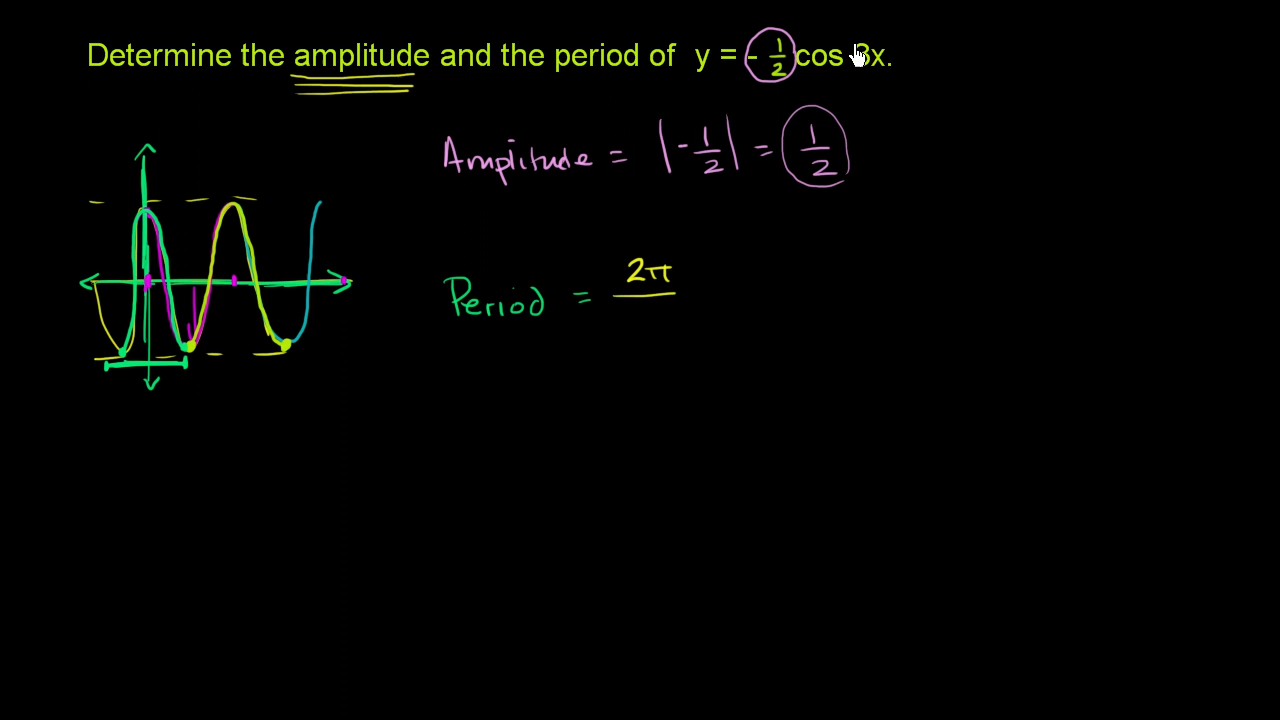 Determine the amplitude and the period of y = - 1/2 cos 3x.
Amplitude = |- 1/2| = 1/2
Period = 2π